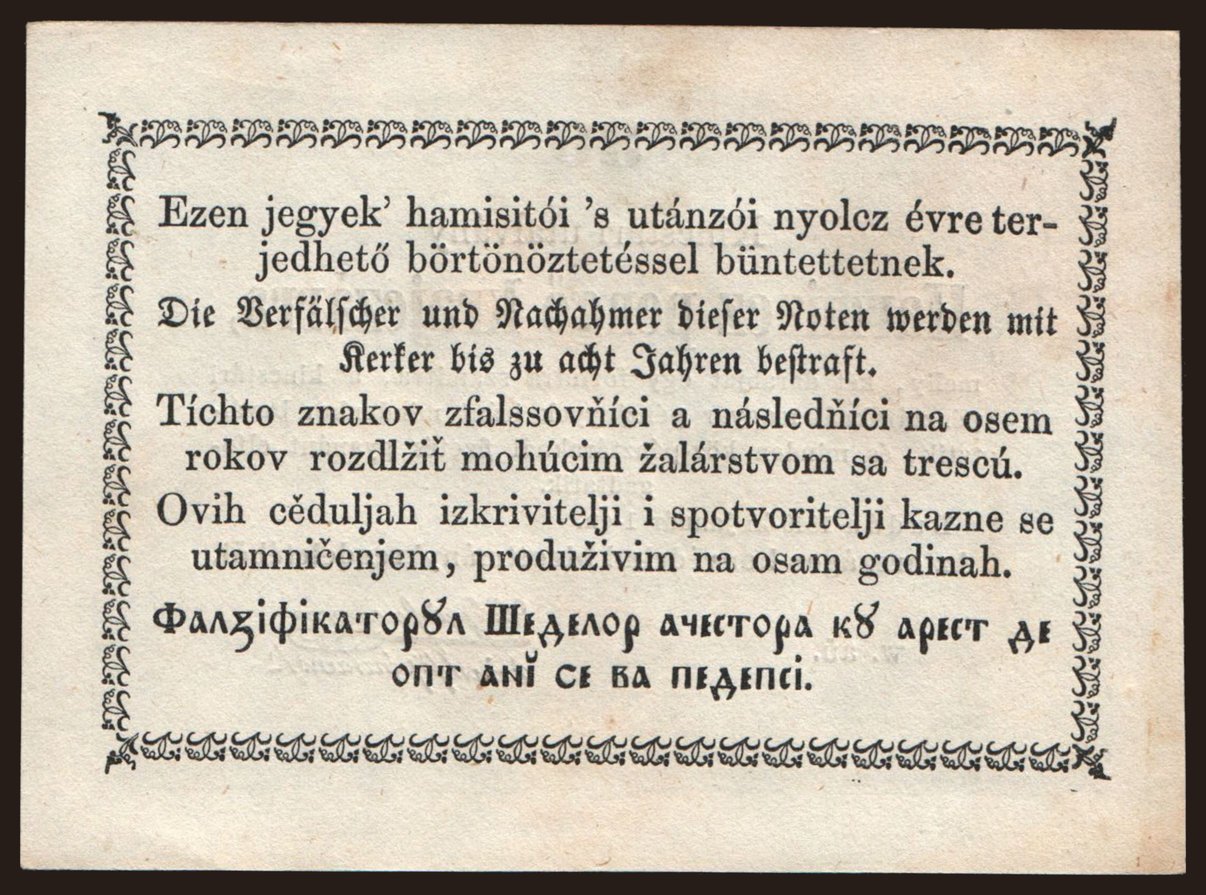 Ezen jegyek’ hamisitói ’s utánzói nyolcz évre ter-
jedhető börtönöztetéssel büntettetnek.
Die Verfälscher und Nachahmer dieser Noten werden mit
Kerker bis zu acht Jahren bestraft.
Tíchto znakov zfalssovňíci a následňíci na osem
rokov rozdlžiť mohúcim žalárstvom sa trescú.
Ovih cěduljah izkrivitelji i spotvoritelji kazne se
utamničenjem, produživim na osam godinah.
Фалзіфікаторꙋл Шеделор ачестора кꙋ арест де
опт анĭ се ва педепсі.